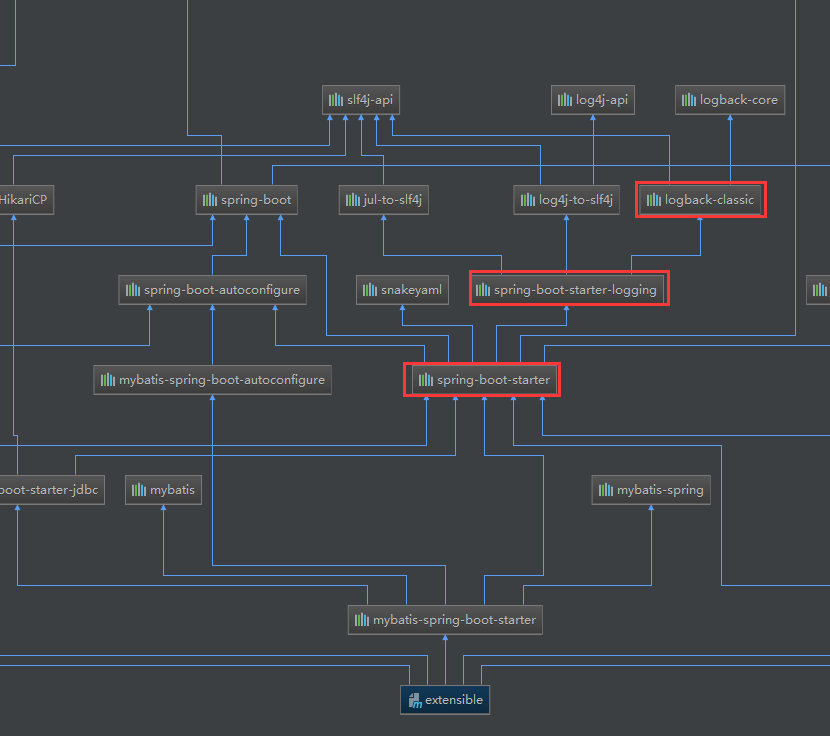 slf4j-api
log4j-api
logback-core
HikariCP
spring-boot
jul-to-slf4j
log4j-to-slf4j
logback-classic
spring-boot-autoconfigure
snakeyaml
spring-boot-starter-logging
mybatis-spring-boot-autoconfigure
spring-boot-starter
boot-starter-jdbc
mybatis
mybatis-spring
mybatis-spring-boot-starter
extensible